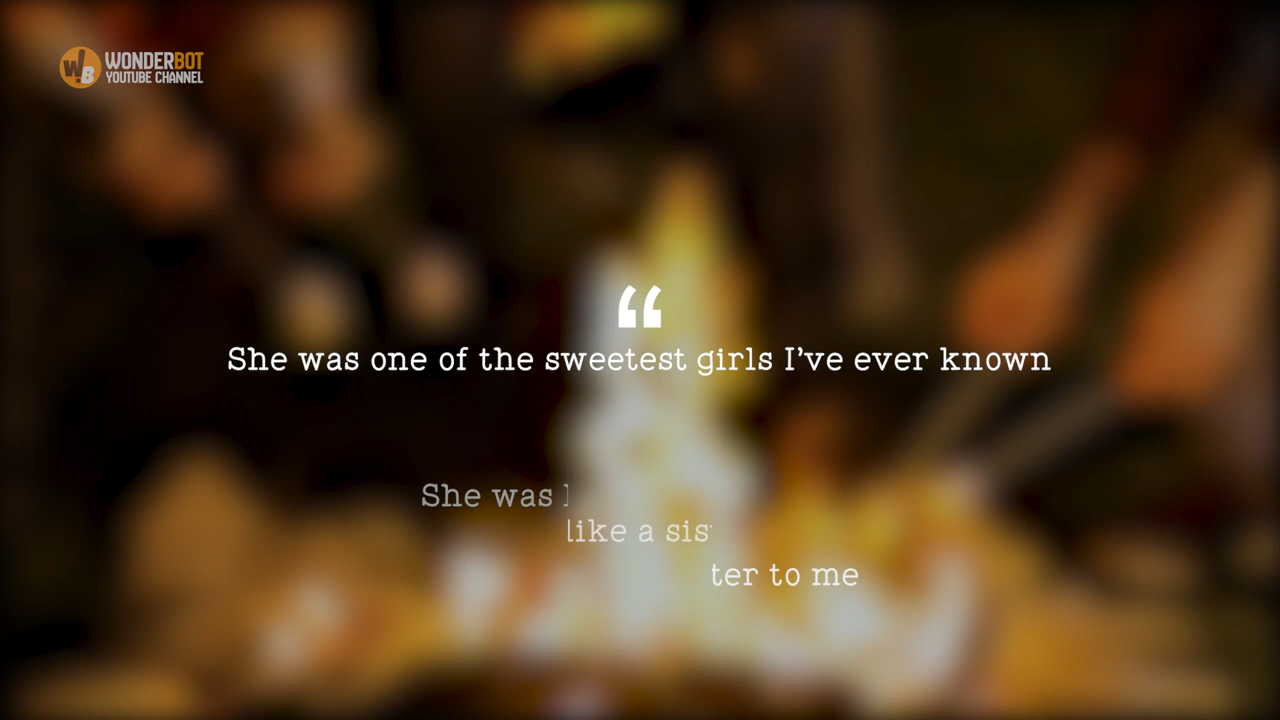 WONDERBOT
YOUTUBE CHANNEL
“
She was one of the sweetest girls I’ve ever known
She was l
like a sis
ter to me